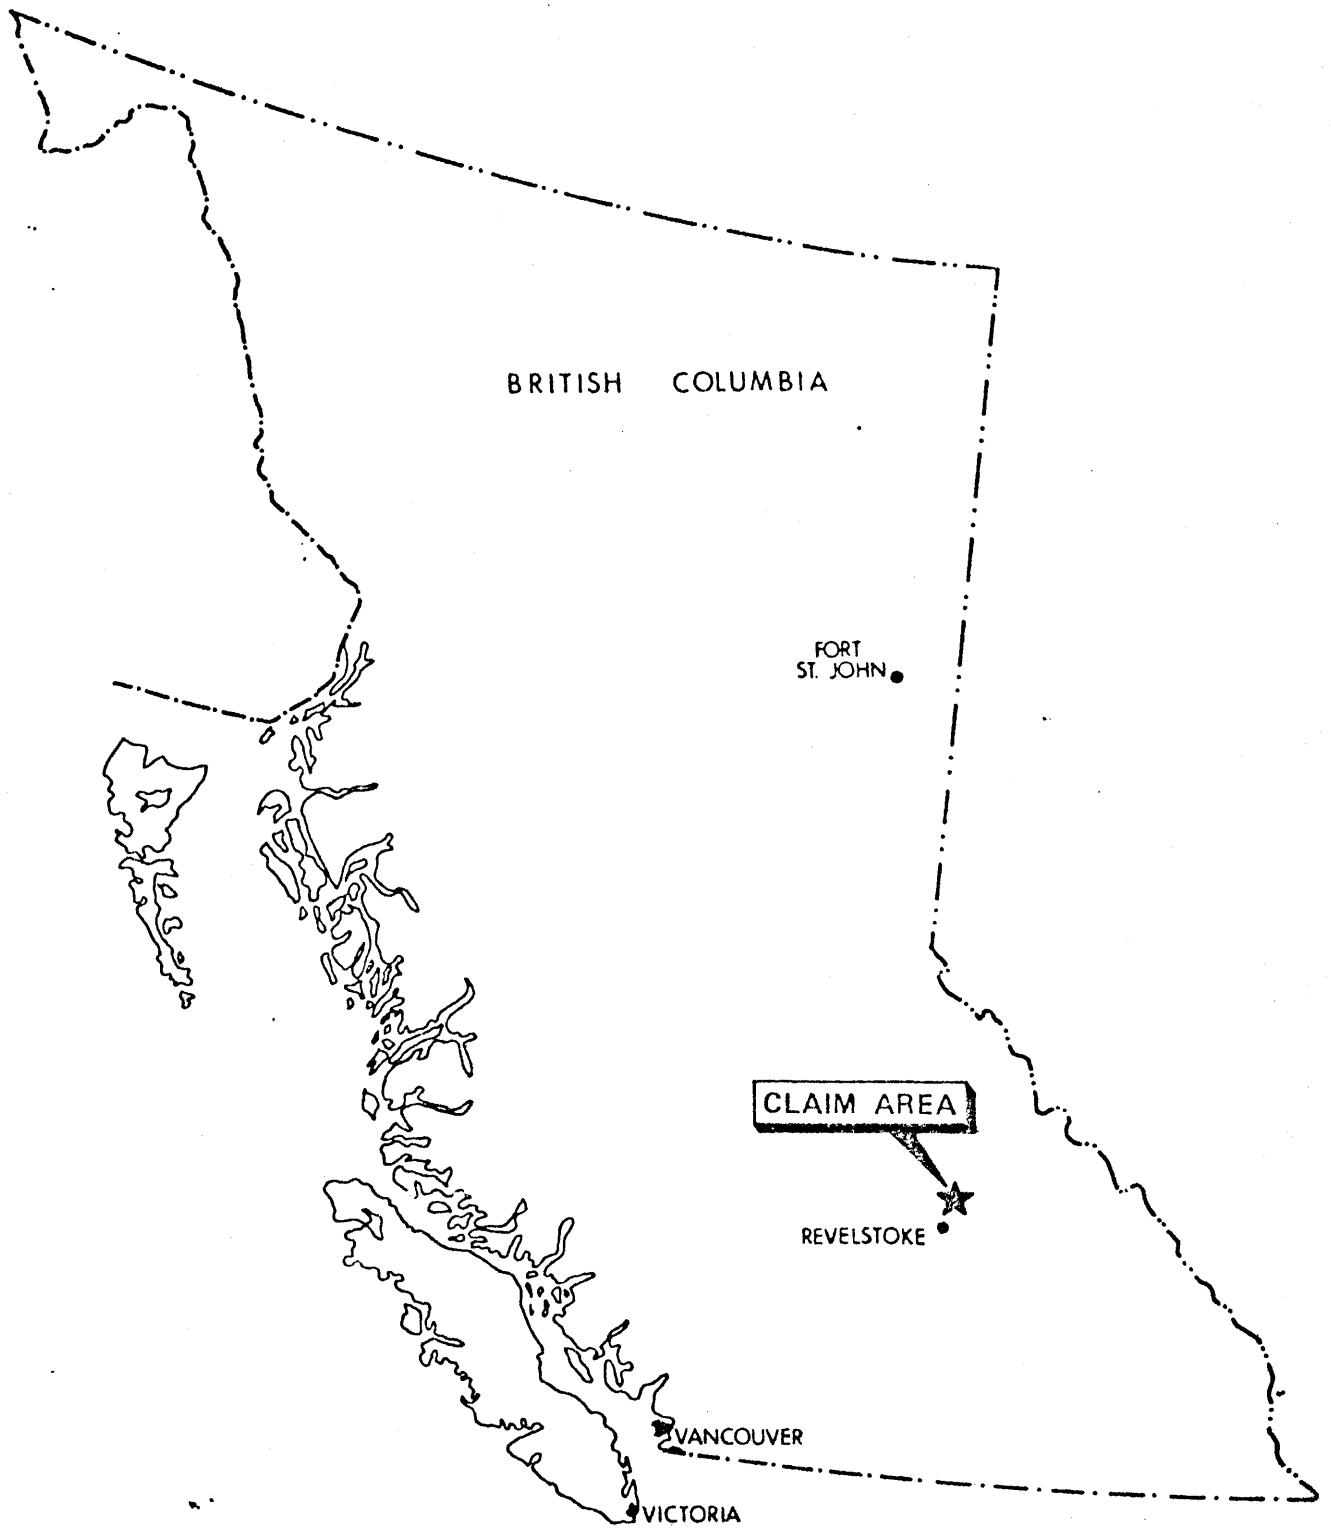 BRITISH COLUMBIA
FORT
ST. JOHN
CLAIM AREA
REVELSTOKE
VANCOUVER
VICTORIA